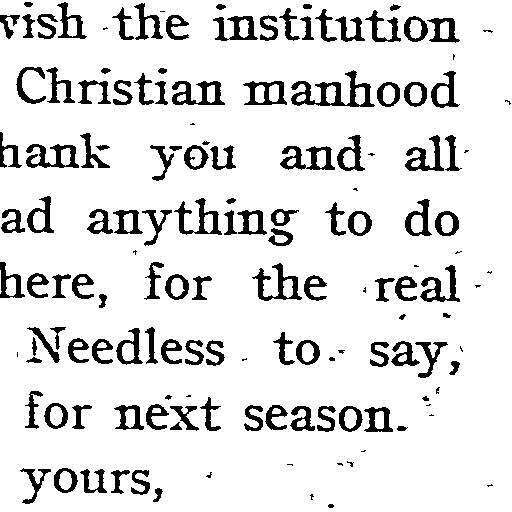 wish the institution
Christian manhood
hank you and all
ad anything to do
here, for the real
Needless to say,
for next season.
yours,